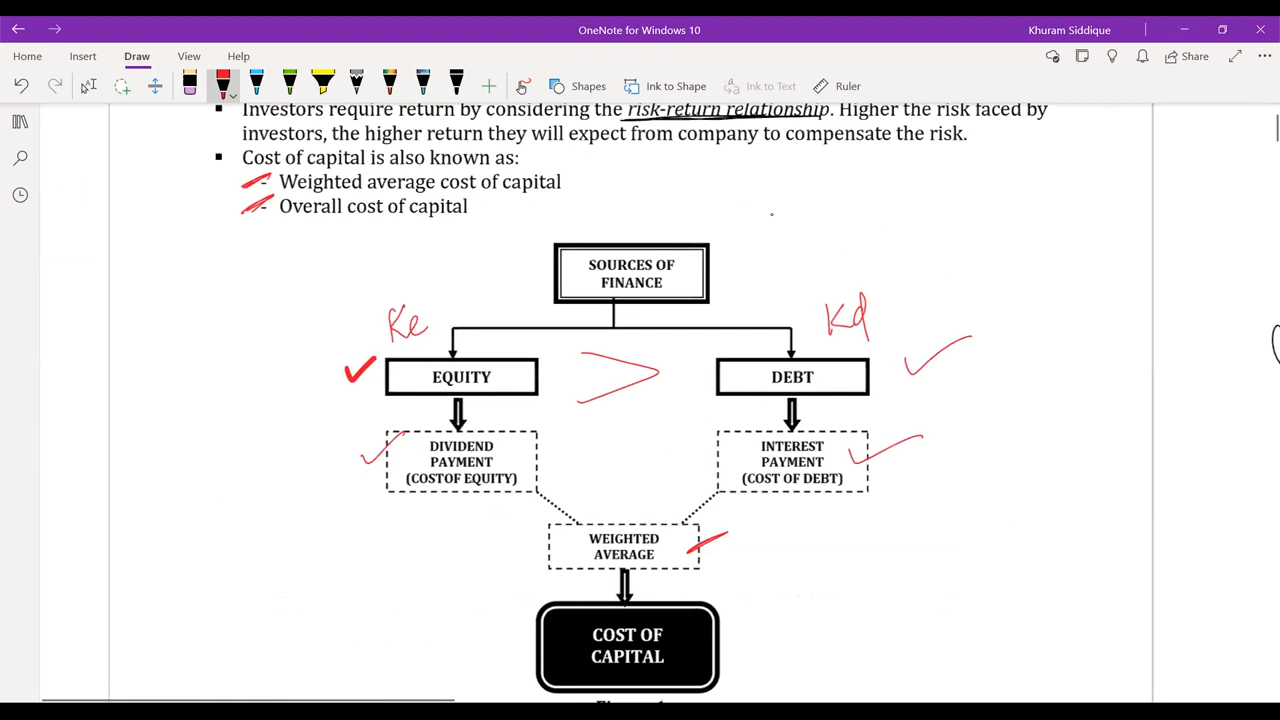 OneNote for Windows 10
Khuram Siddique
Home Insert Draw View Help
Share
Shapes Ink to Shape Ink to Text Ruler
▪ Investors require return by considering the risk-return relationship. Higher the risk faced by
investors, the higher return they will expect from company to compensate the risk.
▪ Cost of capital is also known as:
- Weighted average cost of capital
- Overall cost of capital
SOURCES OF
FINANCE
Ke
Kd
EQUITY
>
DEBT
DIVIDEND
PAYMENT
(COSTOF EQUITY)
INTEREST
PAYMENT
(COST OF DEBT)
WEIGHTED
AVERAGE
COST OF
CAPITAL